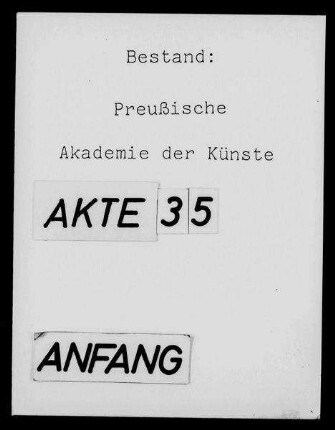 Bestand:
Preußische
Akademie der Künste
AKTE 35
ANFANG